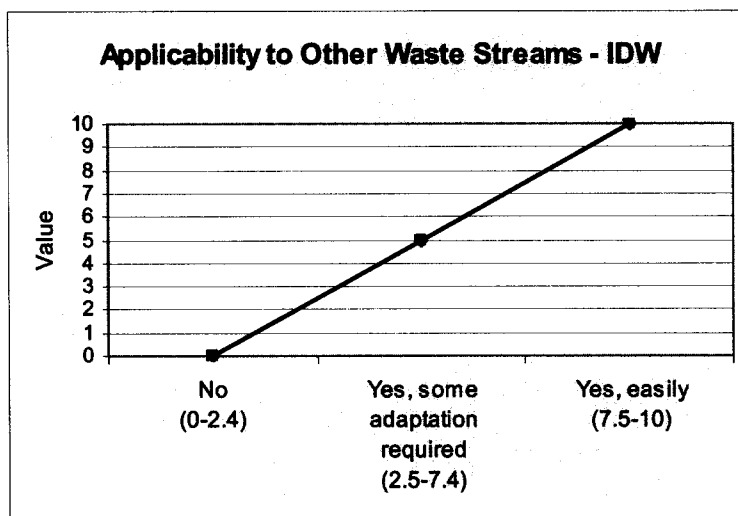 Applicability to Other Waste Streams - IDW
Value
10
9
8
7
6
5
4
3
2
1
0
No
(0-2.4)
Yes, some
adaptation
required
(2.5-7.4)
Yes, easily
(7.5-10)